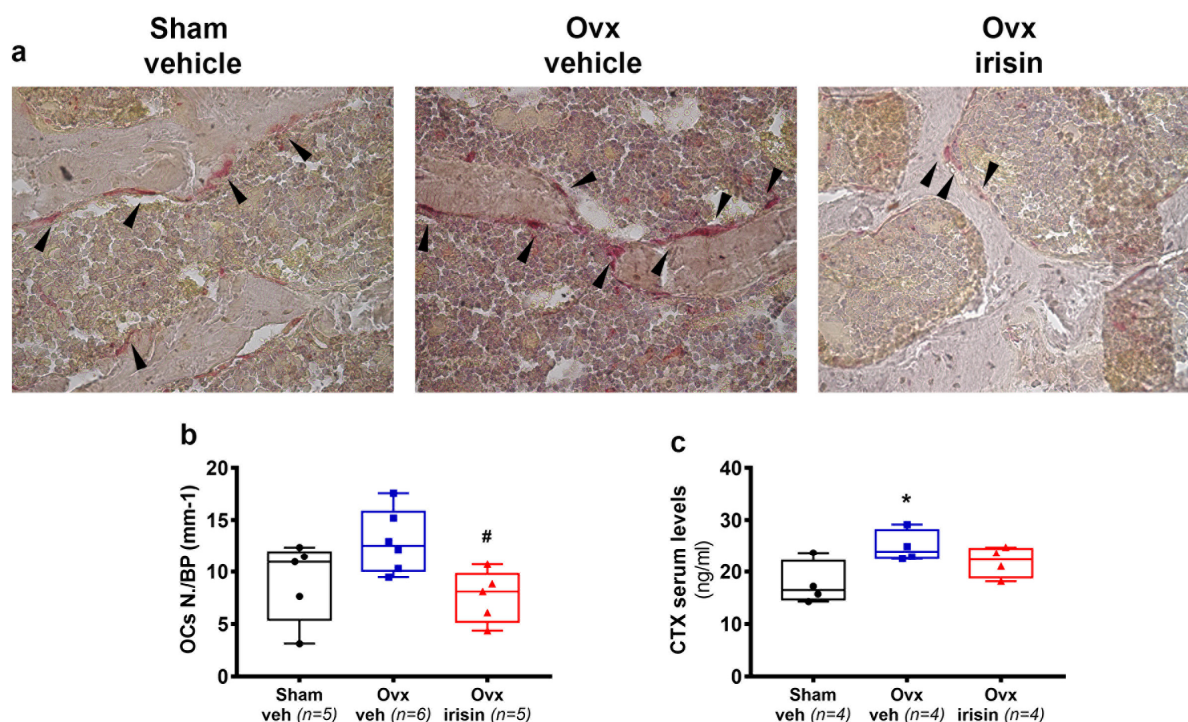 a
Sham
vehicle
Ovx
vehicle
Ovx
irisin
b
OCs N./BP (mm-1)
20
15
10
5
0
#
Sham
veh (n=5)
Ovx
veh (n=6)
Ovx
irisin (n=5)
c
CTX serum levels
(ng/ml)
40
30
20
10
0
*
Sham
veh (n=4)
Ovx
veh (n=4)
Ovx
irisin (n=4)